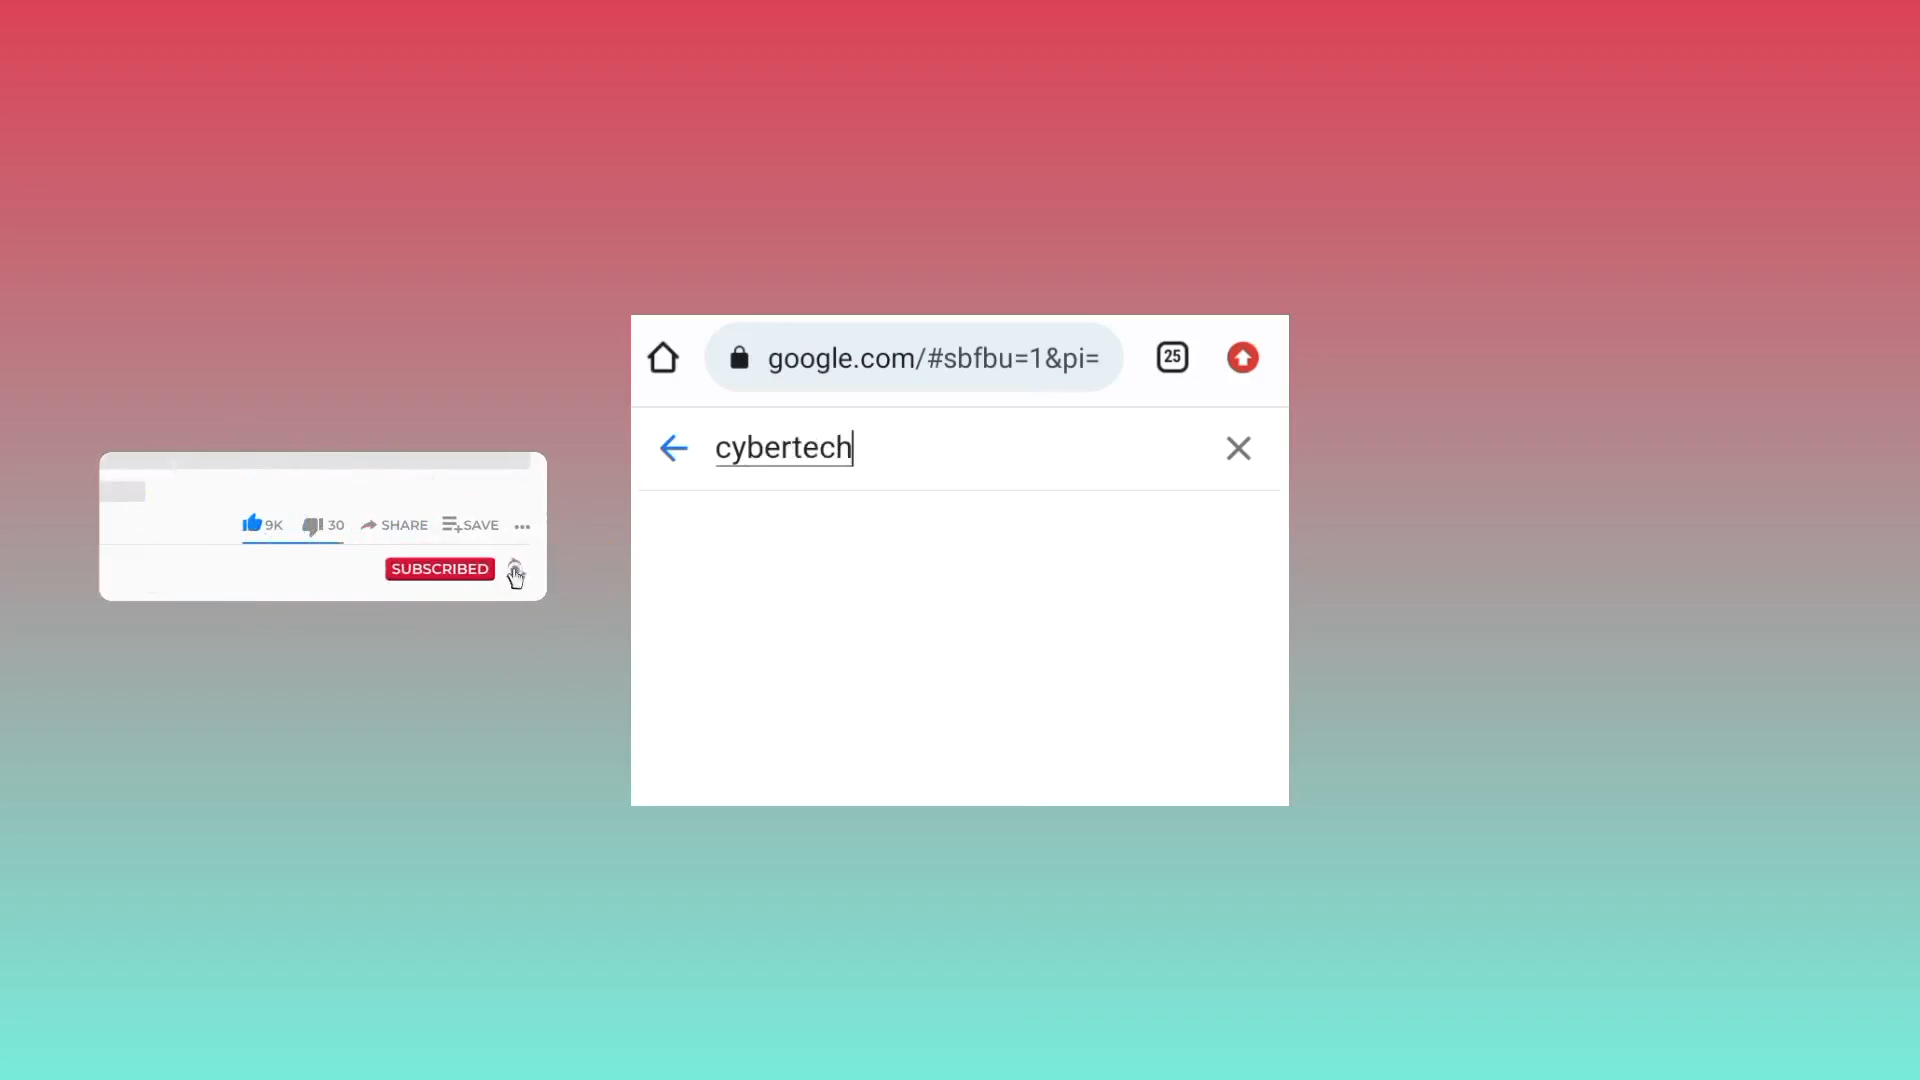 google.com/#sbfbu=1&pi=
25
cybertech
9K
30
SHARE
SAVE
SUBSCRIBED